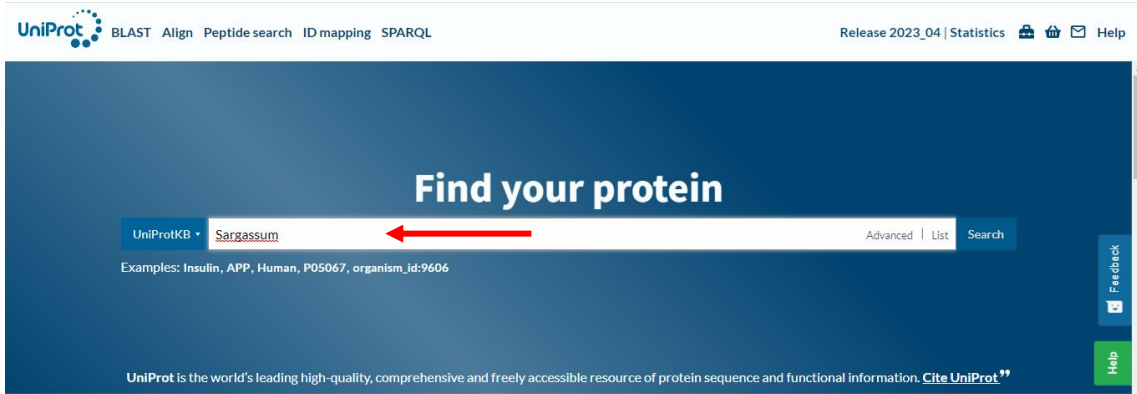 UniProt BLAST Align Peptide search ID mapping SPARQL Release 2023_04 | Statistics Help
Find your protein
UniProtKB Sargassum Advanced | List Search
Examples: Insulin, APP, Human, P05067, organism_id:9606
Feedback
Help
UniProt is the world's leading high-quality, comprehensive and freely accessible resource of protein sequence and functional information. Cite UniProt”